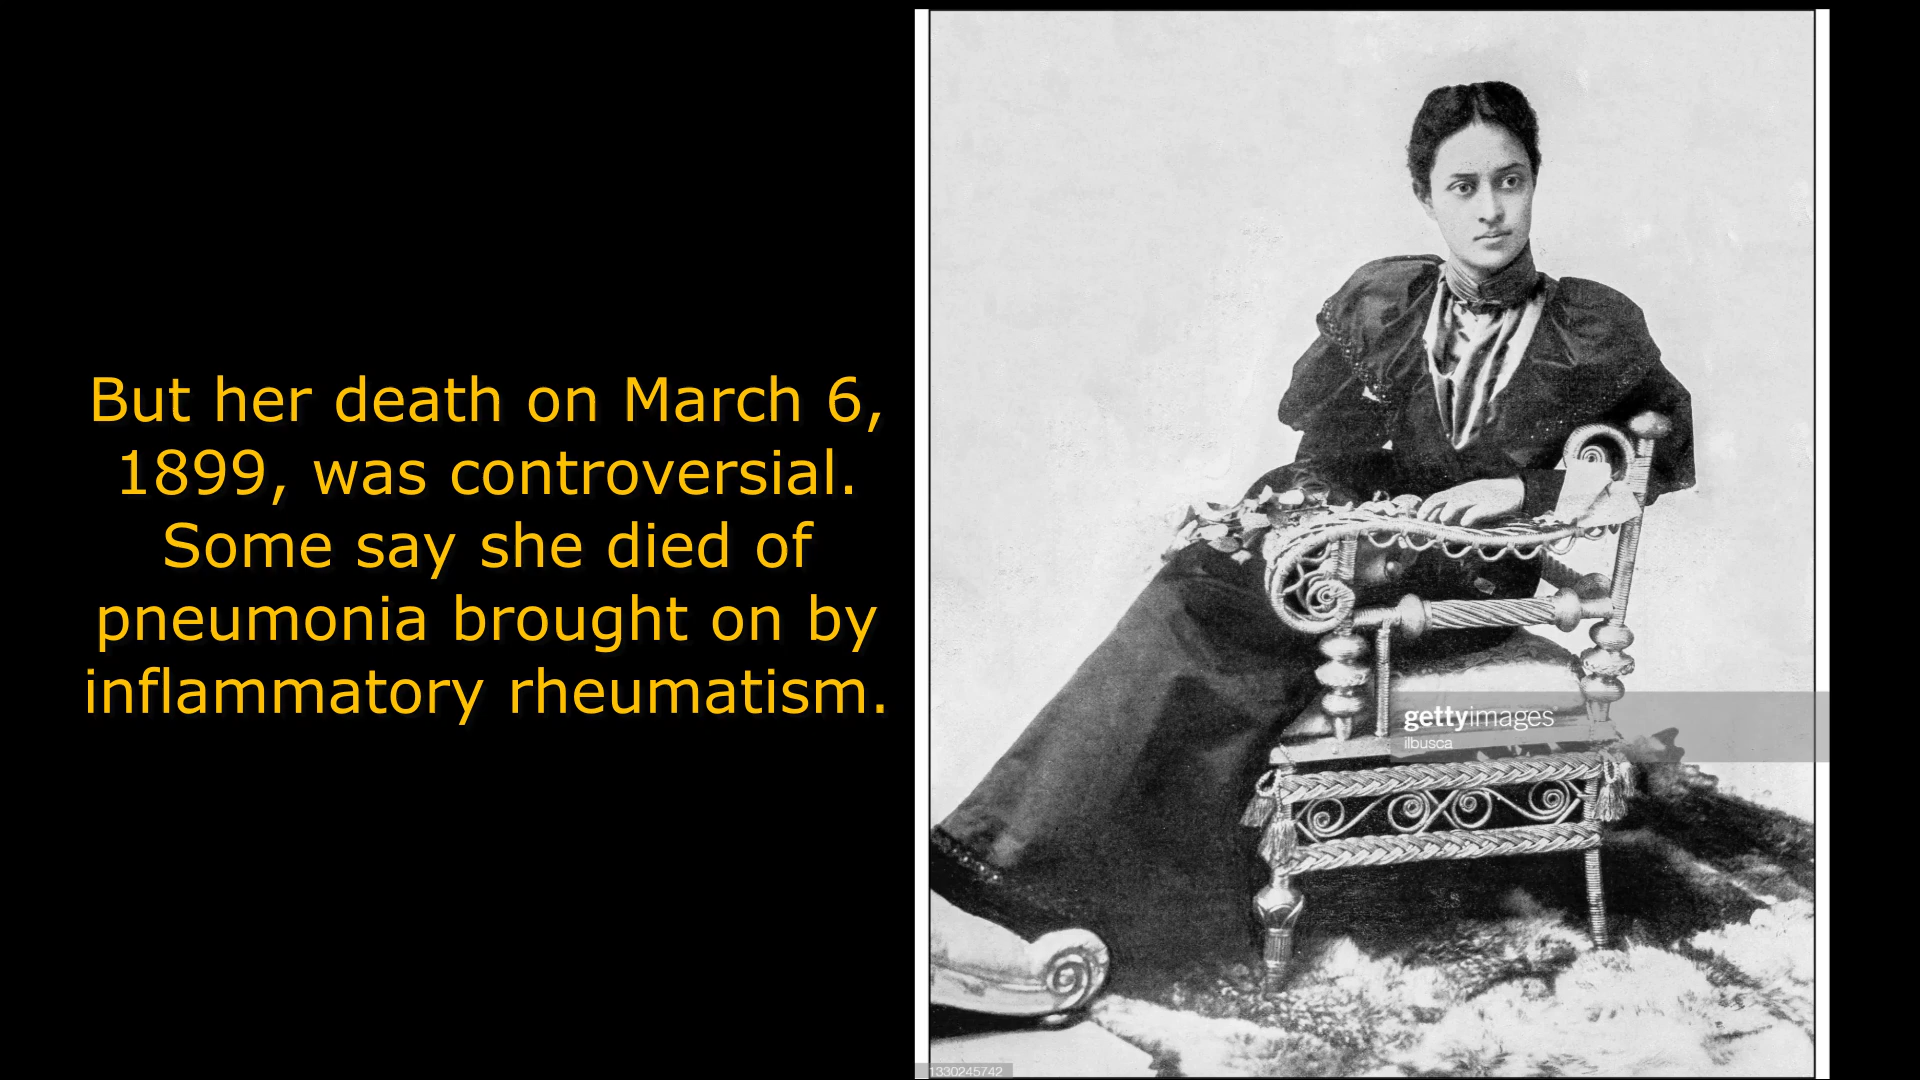 But her death on March 6,
1899, was controversial.
Some say she died of
pneumonia brought on by
inflammatory rheumatism.
gettyimages
ilbusca
1330245742